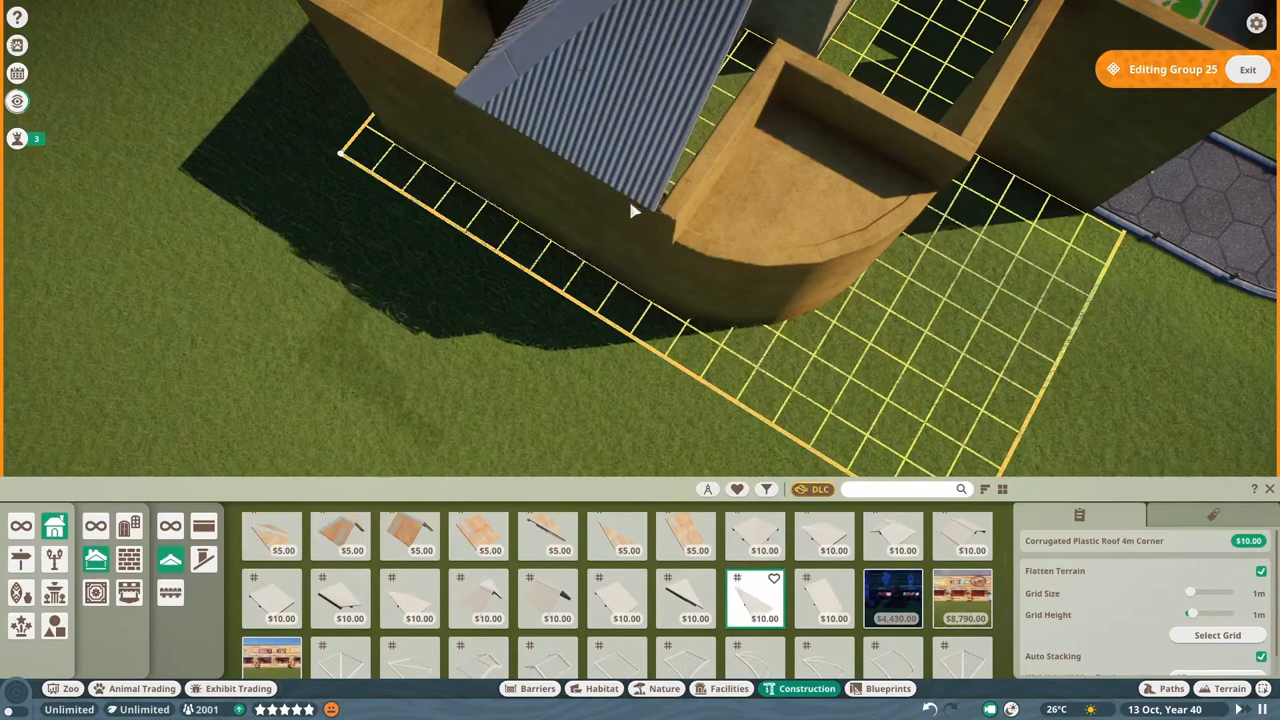 Editing Group 25
Exit
3
DLC
$5.00 $5.00 $5.00 $5.00 $5.00 $5.00 $5.00 $10.00 $10.00 $10.00 $10.00
$10.00 $10.00 $10.00 $10.00 $10.00 $10.00 $10.00 $10.00 $10.00 $4,430.00 $8,790.00
Corrugated Plastic Roof 4m Corner
$10.00
Flatten Terrain
Grid Size 1m
Grid Height 1m
Select Grid
Auto Stacking
Zoo Animal Trading Exhibit Trading Barriers Habitat Nature Facilities Construction Blueprints Paths Terrain
Unlimited Unlimited 2001 26°C 13 Oct, Year 40